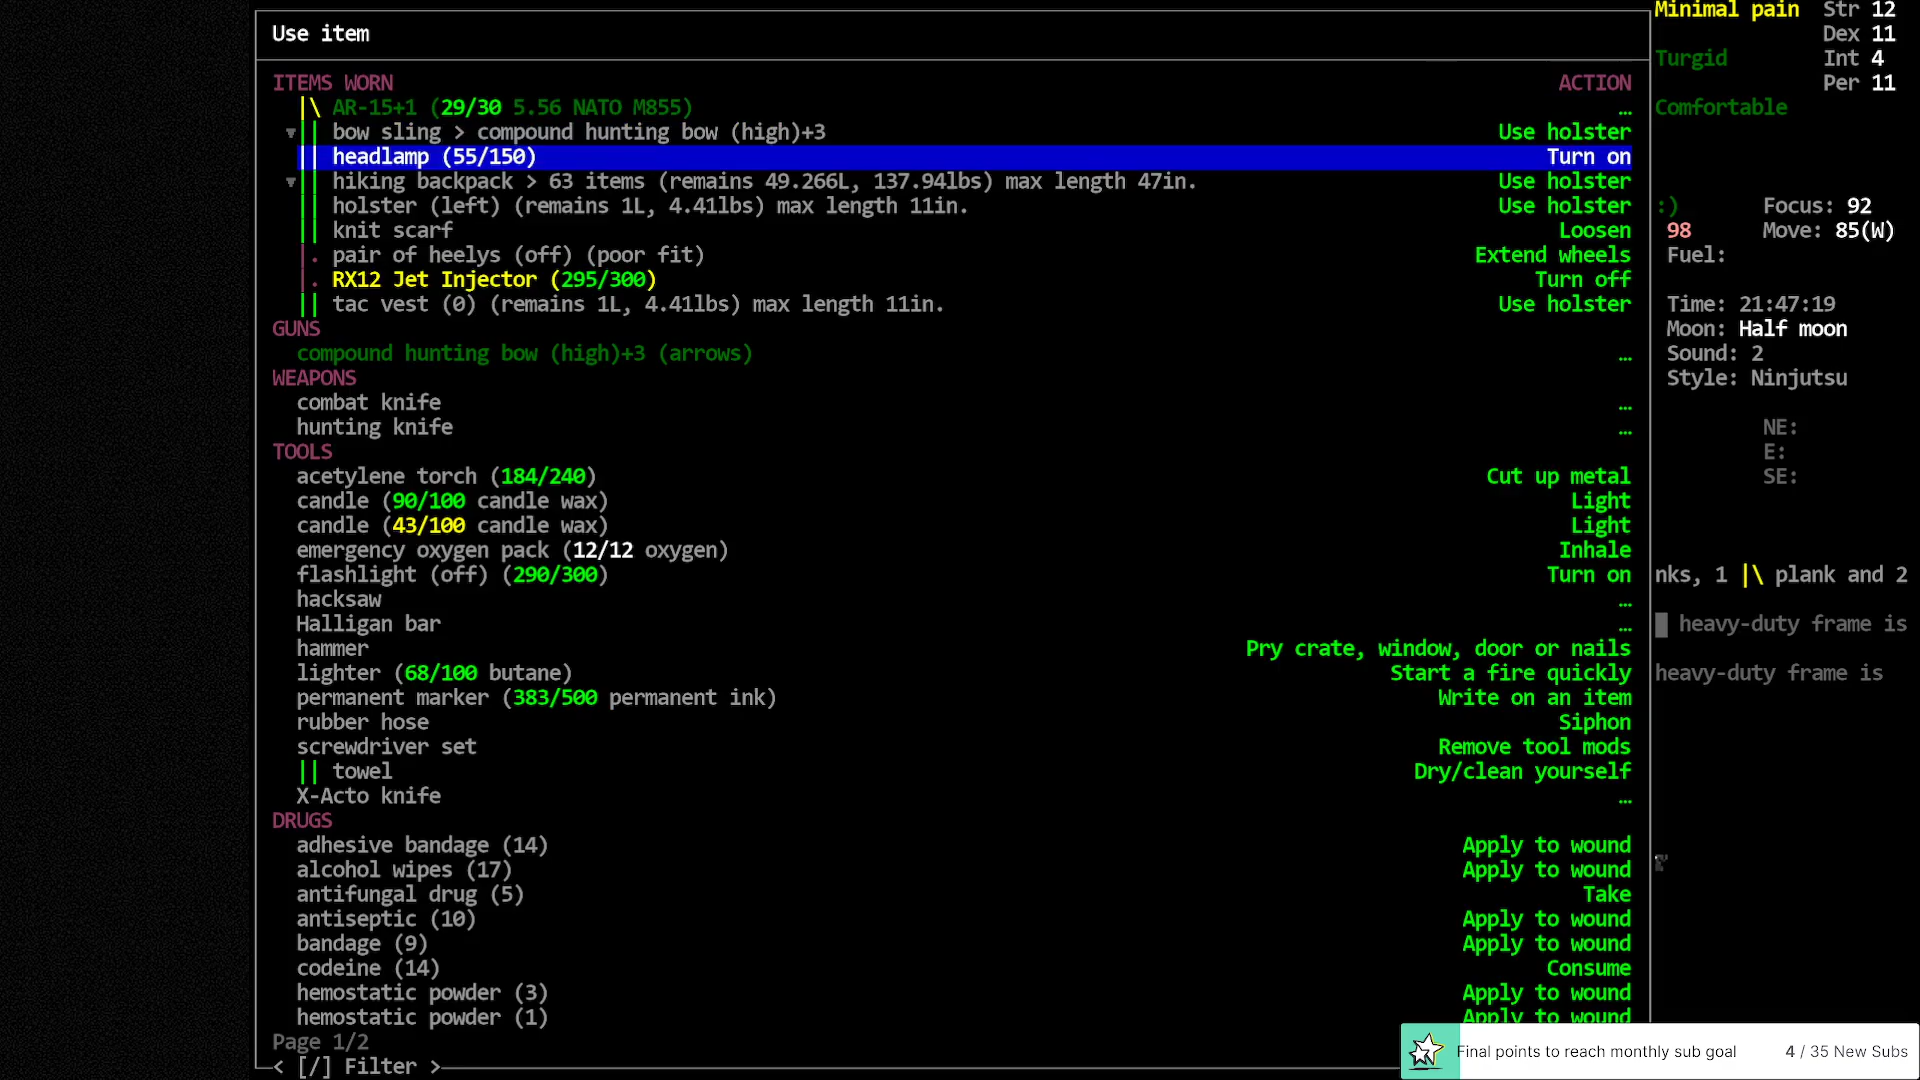 Use item
ITEMS WORN ACTION
|\ AR-15+1 (29/30 5.56 NATO M855) …
▼|| bow sling > compound hunting bow (high)+3 Use holster
|| headlamp (55/150) Turn on
▼|| hiking backpack > 63 items (remains 49.266L, 137.94lbs) max length 47in. Use holster
|| holster (left) (remains 1L, 4.41lbs) max length 11in. Use holster
|| knit scarf Loosen
|. pair of heelys (off) (poor fit) Extend wheels
|. RX12 Jet Injector (295/300) Turn off
|| tac vest (0) (remains 1L, 4.41lbs) max length 11in. Use holster
GUNS
compound hunting bow (high)+3 (arrows) …
WEAPONS
combat knife …
hunting knife …
TOOLS
acetylene torch (184/240) Cut up metal
candle (90/100 candle wax) Light
candle (43/100 candle wax) Light
emergency oxygen pack (12/12 oxygen) Inhale
flashlight (off) (290/300) Turn on
hacksaw …
Halligan bar …
hammer Pry crate, window, door or nails
lighter (68/100 butane) Start a fire quickly
permanent marker (383/500 permanent ink) Write on an item
rubber hose Siphon
screwdriver set Remove tool mods
|| towel Dry/clean yourself
X-Acto knife …
DRUGS
adhesive bandage (14) Apply to wound
alcohol wipes (17) Apply to wound
antifungal drug (5) Take
antiseptic (10) Apply to wound
bandage (9) Apply to wound
codeine (14) Consume
hemostatic powder (3) Apply to wound
hemostatic powder (1) Apply to wound
Page 1/2
< [/] Filter >
Minimal pain Str 12
Dex 11
Turgid Int 4
Per 11
Comfortable
:) Focus: 92
98 Move: 85(W)
Fuel:
Time: 21:47:19
Moon: Half moon
Sound: 2
Style: Ninjutsu
NE:
E:
SE:
nks, 1 |\ plank and 2
heavy-duty frame is
heavy-duty frame is
Final points to reach monthly sub goal 4 / 35 New Subs